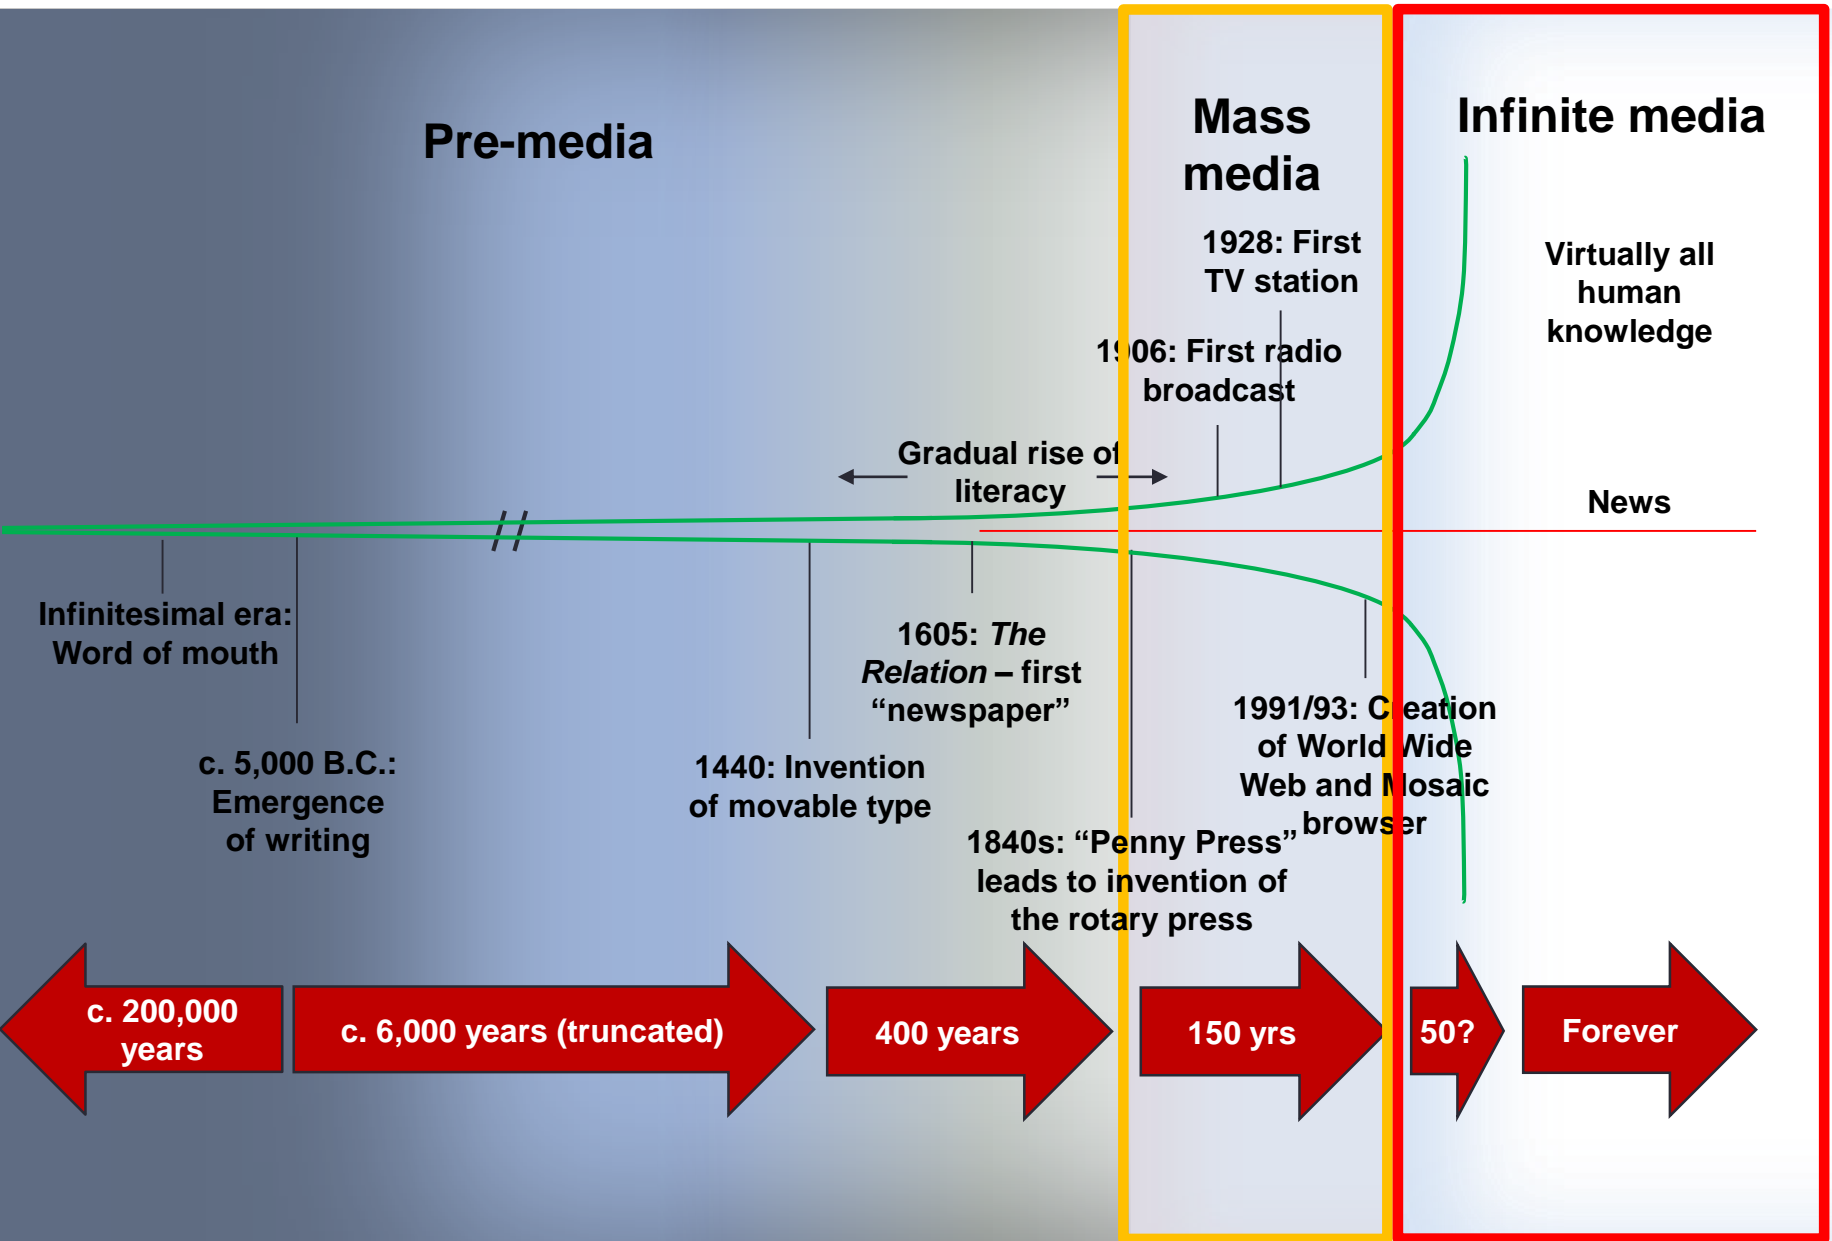 Pre-media
Mass
media
Infinite media
1928: First
TV station
Virtually all
human
knowledge
1906: First radio
broadcast
Gradual rise of
literacy
News
Infinitesimal era:
Word of mouth
c. 5,000 B.C.:
Emergence
of writing
1440: Invention
of movable type
1605: The
Relation – first
“newspaper”
1840s: “Penny Press”
leads to invention of
the rotary press
1991/93: Creation
of World Wide
Web and Mosaic
browser
c. 200,000
years
c. 6,000 years (truncated)
400 years
150 yrs
50?
Forever